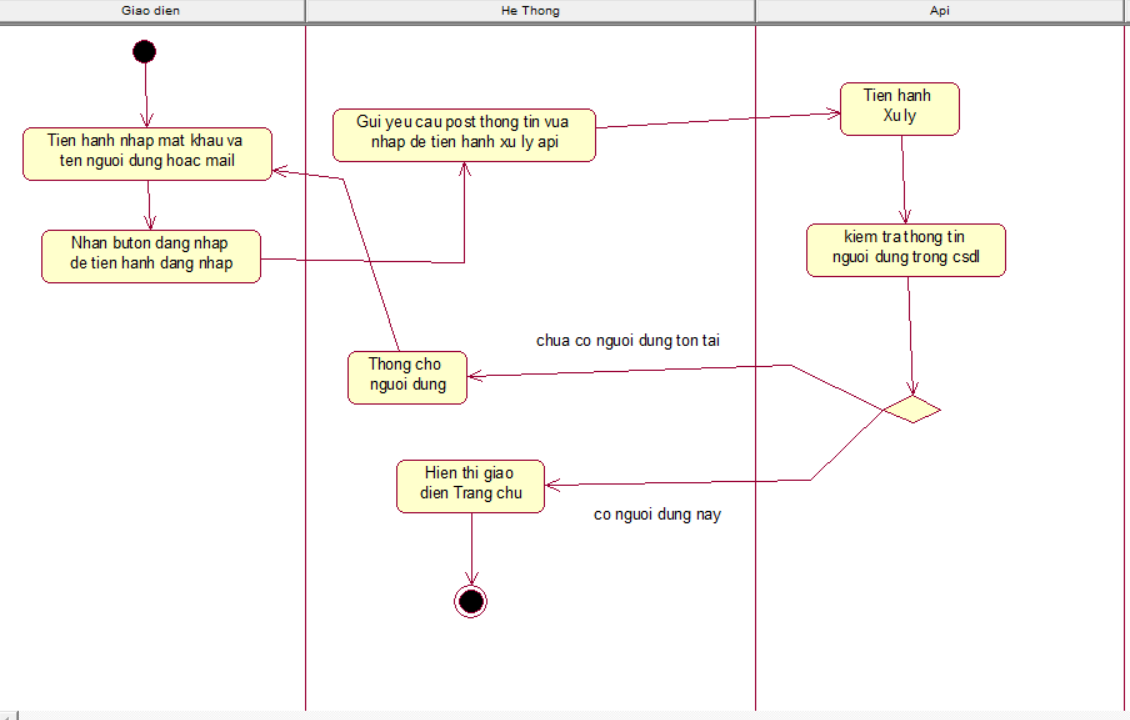 Giao dien
He Thong
Api
Tien hanh nhap mat khau va
ten nguoi dung hoac mail
Nhan buton dang nhap
de tien hanh dang nhap
Gui yeu cau post thong tin vua
nhap de tien hanh xu ly api
Tien hanh
Xu ly
kiem tra thong tin
nguoi dung trong csdl
chua co nguoi dung ton tai
Thong cho
nguoi dung
Hien thi giao
dien Trang chu
co nguoi dung nay